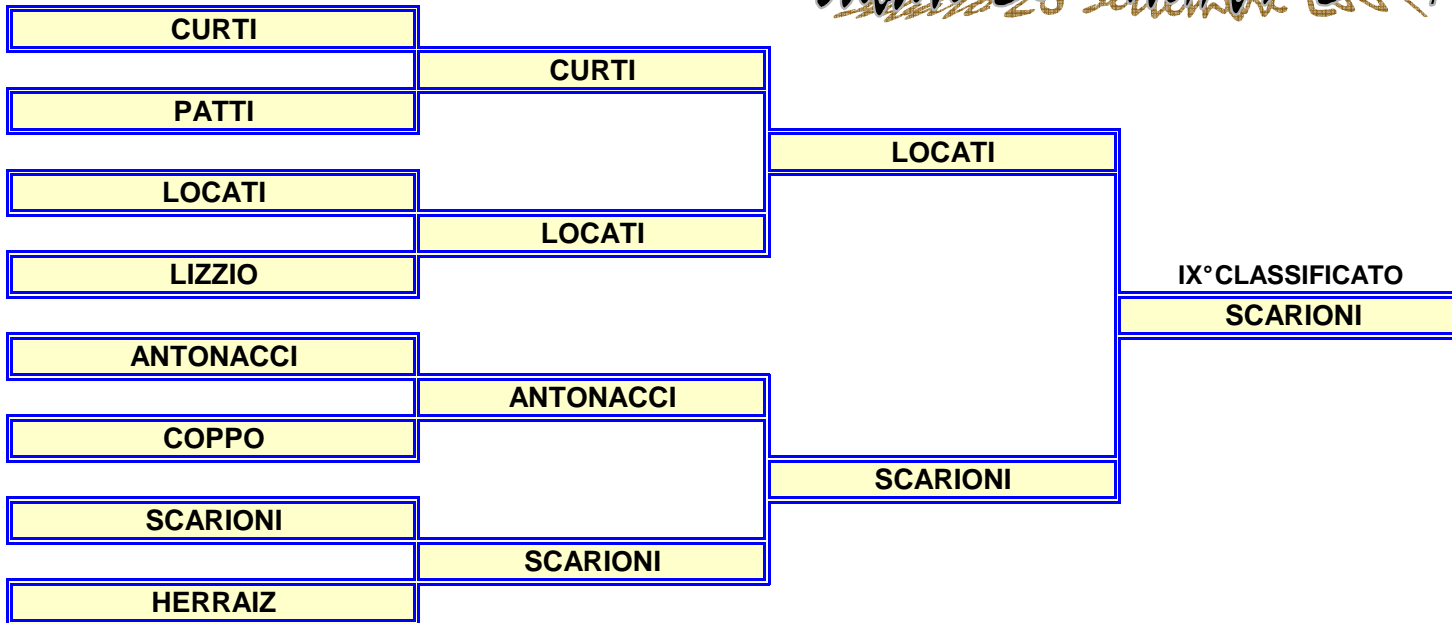 CURTI
CURTI
PATTI
LOCATI
LOCATI
LOCATI
LIZZIO
IX° CLASSIFICATO
SCARIONI
ANTONACCI
ANTONACCI
COPPO
SCARIONI
SCARIONI
SCARIONI
HERRAIZ